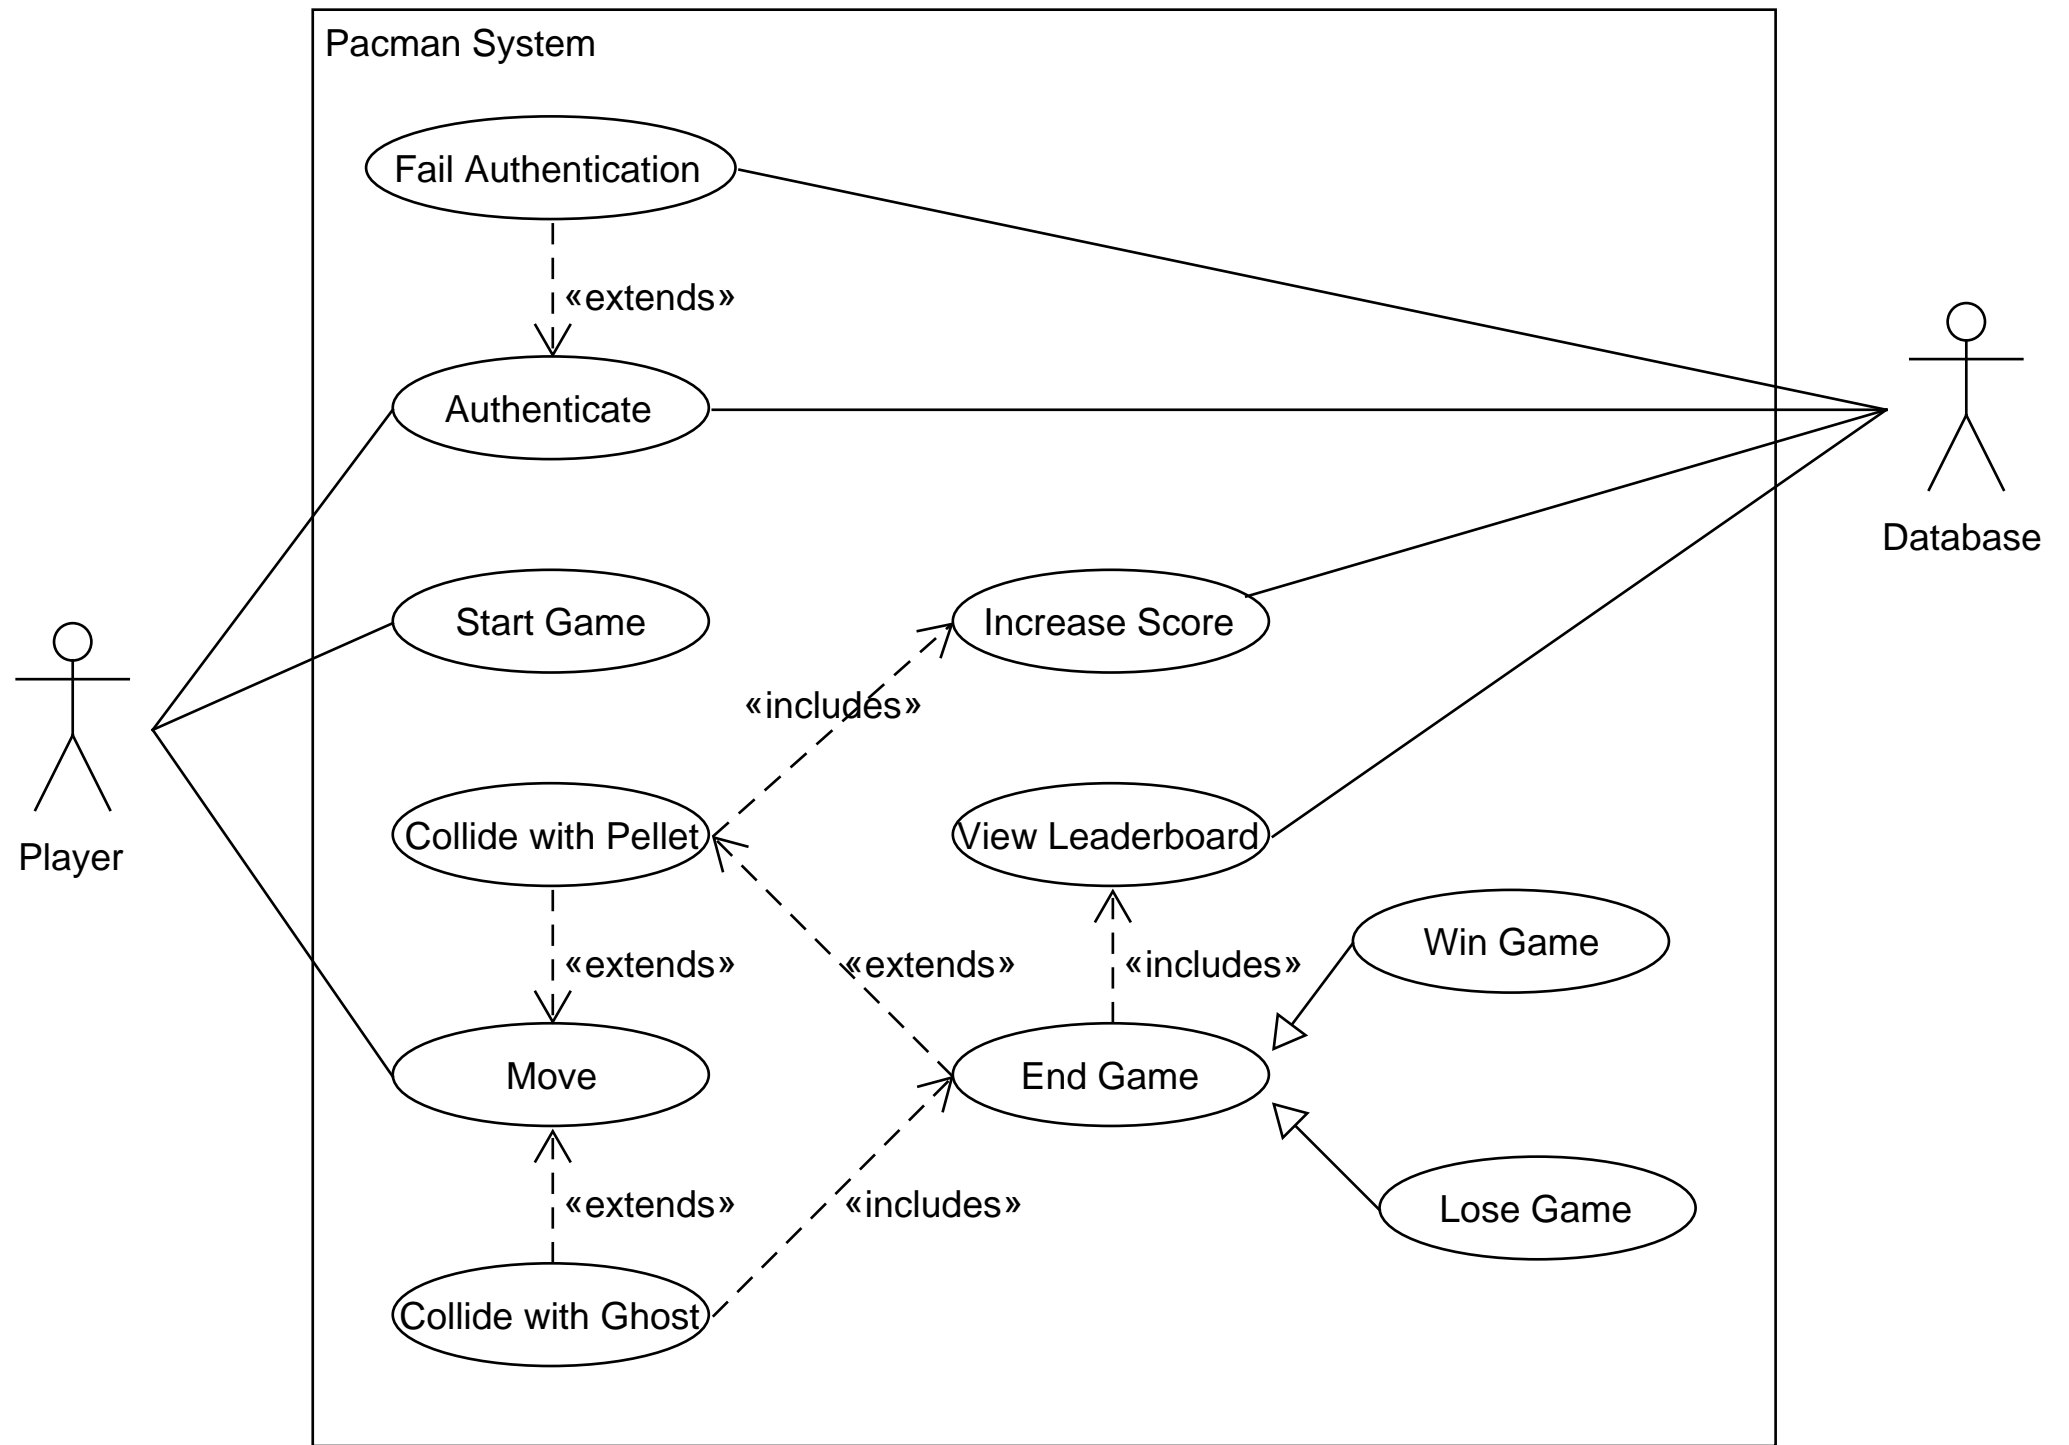 Pacman System
Fail Authentication
«extends»
Authenticate
Database
Start Game
Increase Score
«includes»
Player
Collide with Pellet
View Leaderboard
Win Game
«extends»
«extends»
«includes»
Move
End Game
«extends»
«includes»
Lose Game
Collide with Ghost